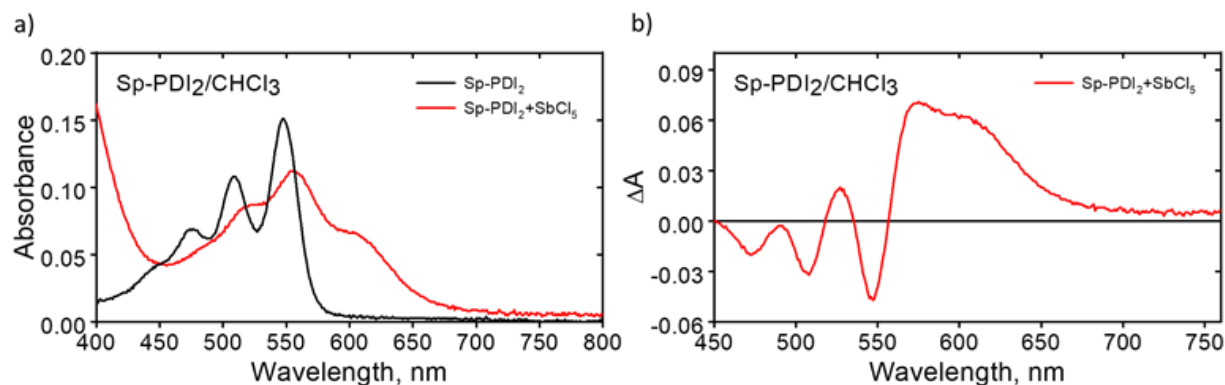 a)
0.20
0.15
0.10
0.05
0.00
Absorbance
Sp-PDI₂/CHCl₃
Sp-PDI₂
Sp-PDI₂+SbCl₅
400 450 500 550 600 650 700 750 800
Wavelength, nm
b)
0.09
0.06
0.03
0.00
-0.03
-0.06
ΔA
Sp-PDI₂/CHCl₃
Sp-PDI₂+SbCl₅
450 500 550 600 650 700 750
Wavelength, nm